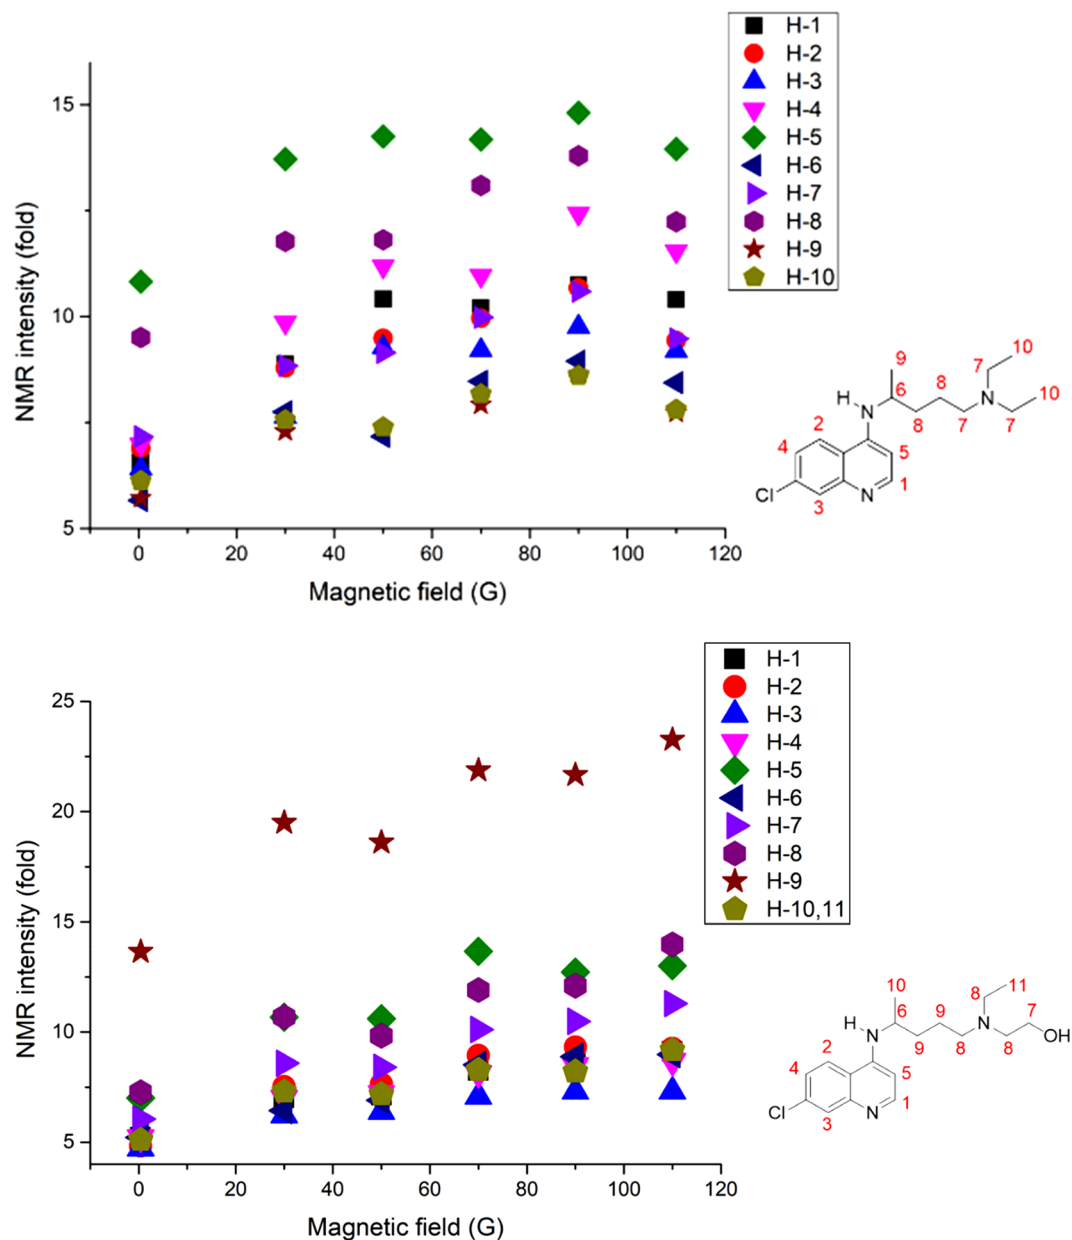 H-1
H-2
H-3
H-4
H-5
H-6
H-7
H-8
H-9
H-10
15
10
5
NMR intensity (fold)
0 20 40 60 80 100 120
Magnetic field (G)
9 10
7
H 6 8 10
N N
2 8 7 7
4 5
Cl N 1
3
H-1
H-2
H-3
H-4
H-5
H-6
H-7
H-8
H-9
H-10,11
25
20
15
10
5
NMR intensity (fold)
0 20 40 60 80 100 120
Magnetic field (G)
10 11
8
H 6 9 7
N N OH
2 9 8 8
4 5
Cl N 1
3